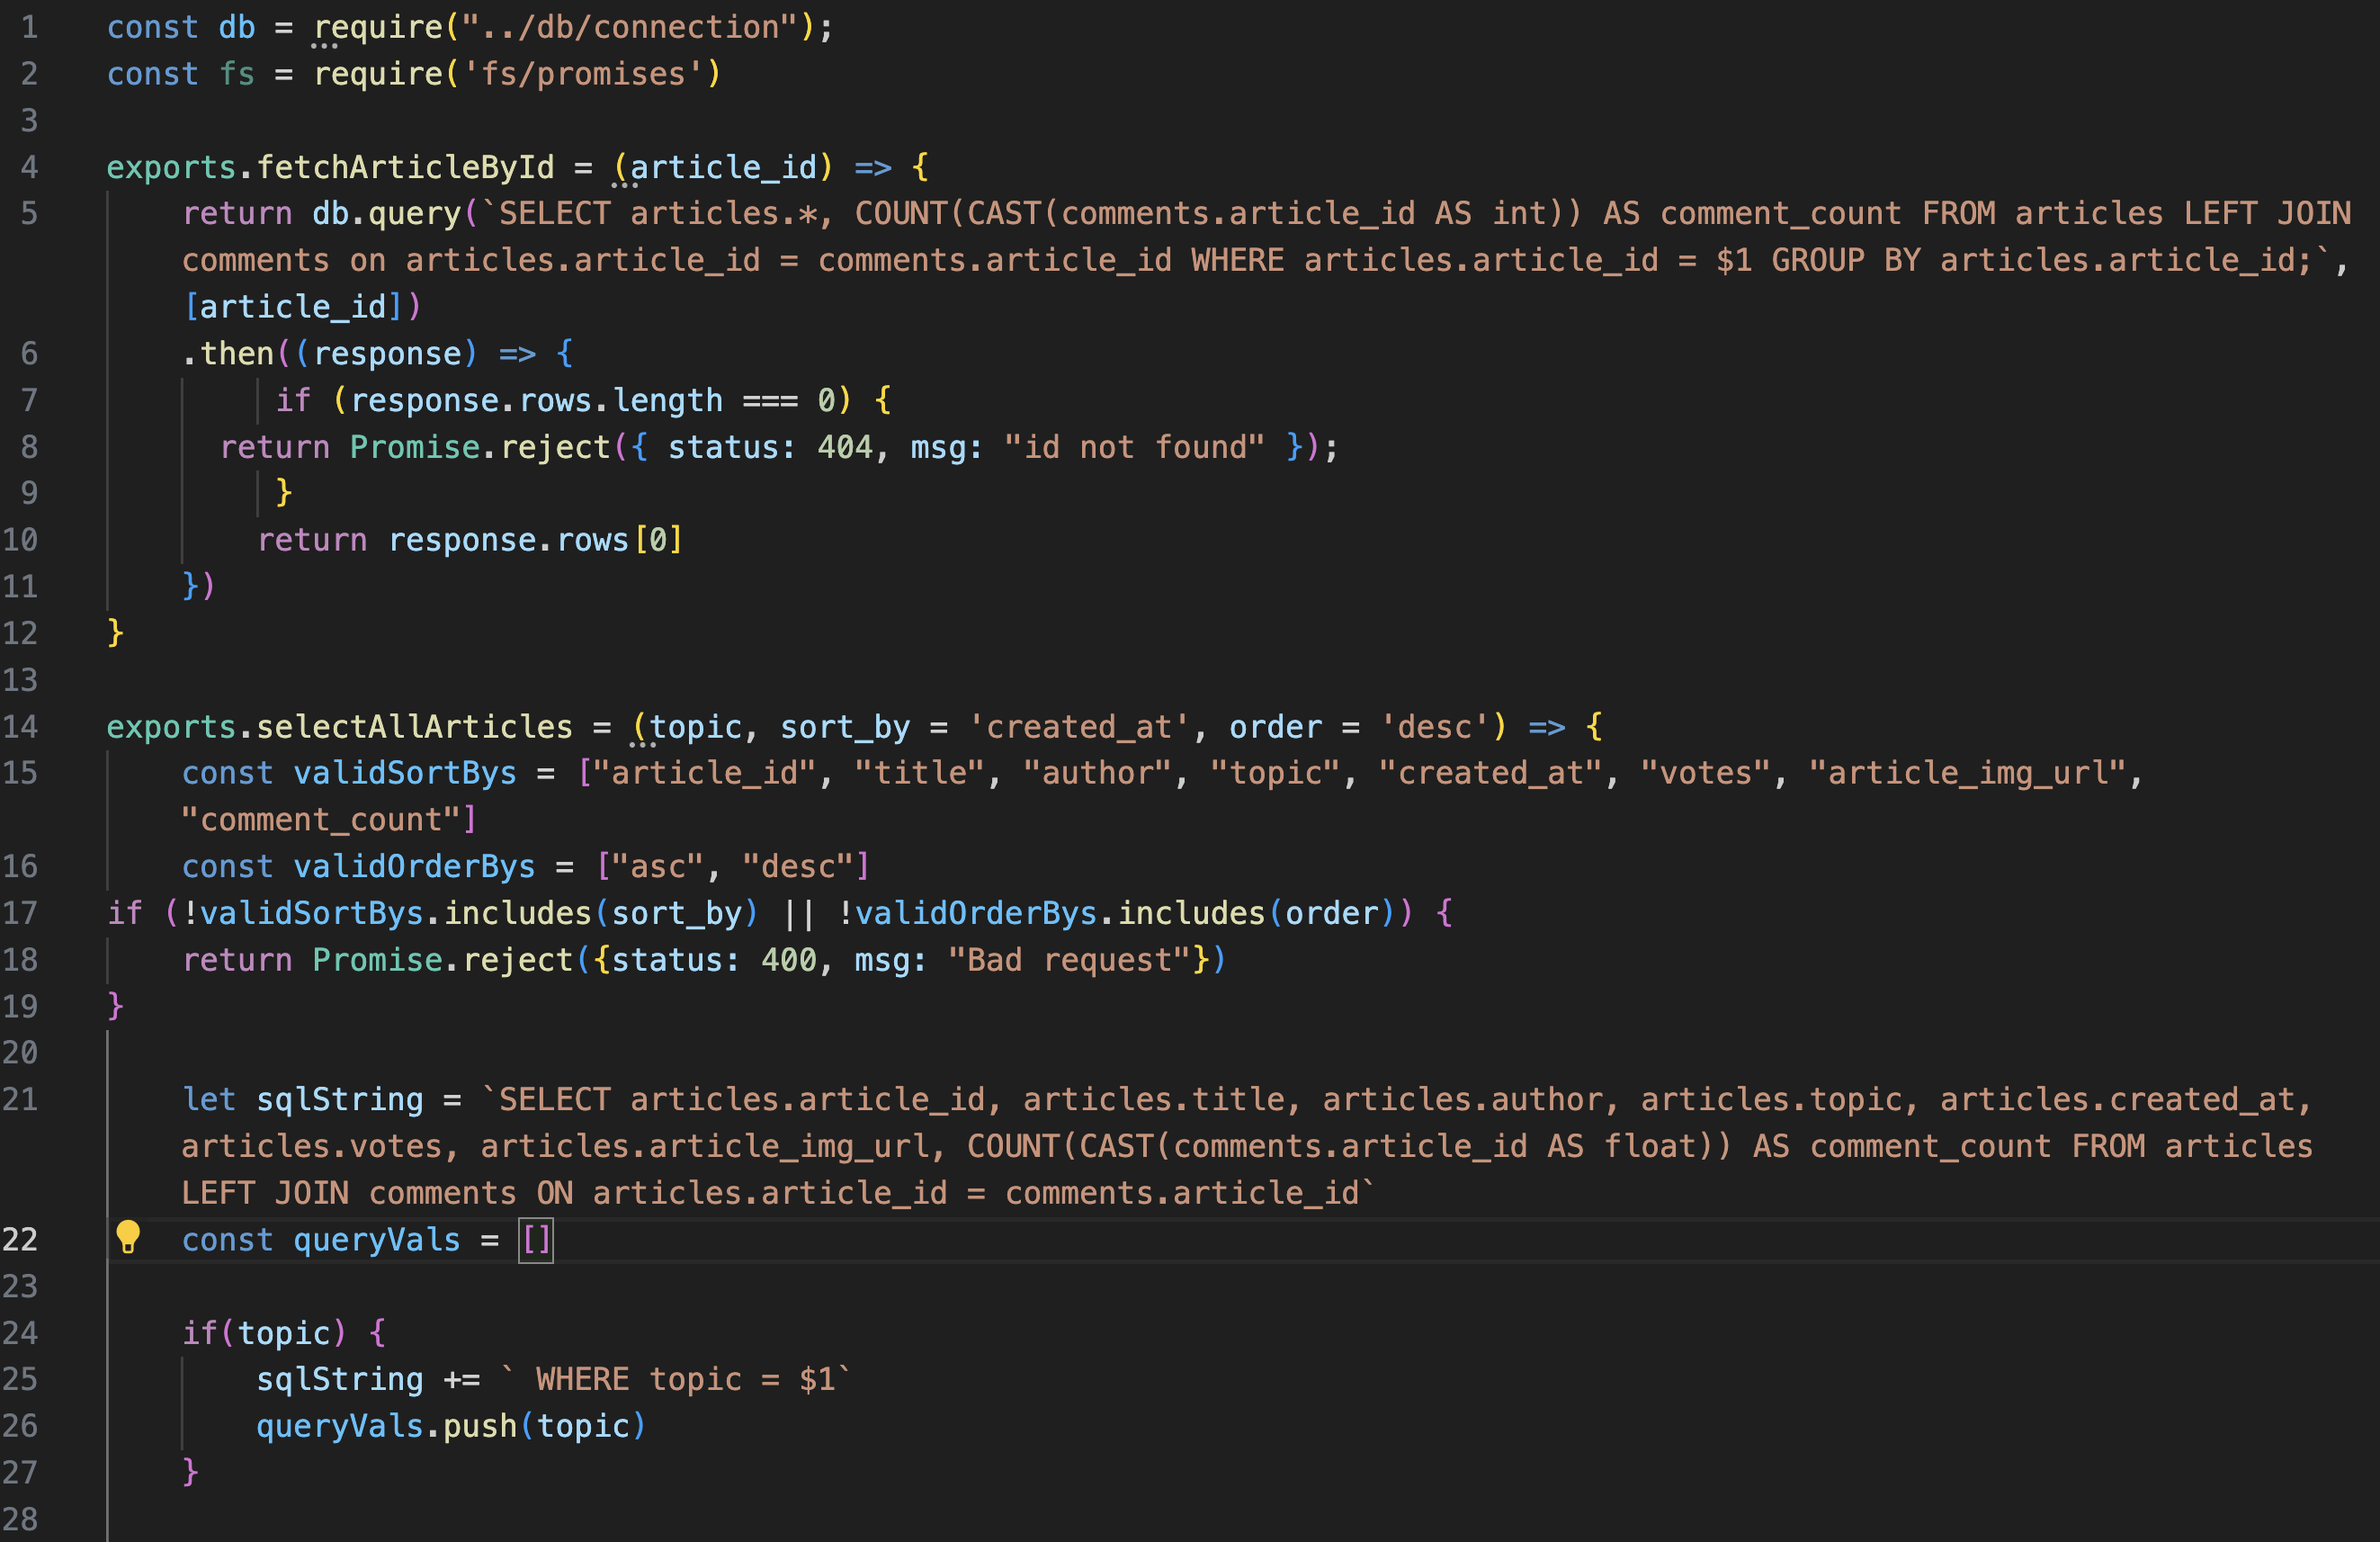 1 const db = require("../db/connection");
2 const fs = require('fs/promises')
3
4 exports.fetchArticleById = (article_id) => {
5 return db.query(`SELECT articles.*, COUNT(CAST(comments.article_id AS int)) AS comment_count FROM articles LEFT JOIN
comments on articles.article_id = comments.article_id WHERE articles.article_id = $1 GROUP BY articles.article_id;`,
[article_id])
6 .then((response) => {
7 if (response.rows.length === 0) {
8 return Promise.reject({ status: 404, msg: "id not found" });
9 }
10 return response.rows[0]
11 })
12 }
13
14 exports.selectAllArticles = (topic, sort_by = 'created_at', order = 'desc') => {
15 const validSortBys = ["article_id", "title", "author", "topic", "created_at", "votes", "article_img_url",
"comment_count"]
16 const validOrderBys = ["asc", "desc"]
17 if (!validSortBys.includes(sort_by) || !validOrderBys.includes(order)) {
18 return Promise.reject({status: 400, msg: "Bad request"})
19 }
20
21 let sqlString = `SELECT articles.article_id, articles.title, articles.author, articles.topic, articles.created_at,
articles.votes, articles.article_img_url, COUNT(CAST(comments.article_id AS float)) AS comment_count FROM articles
LEFT JOIN comments ON articles.article_id = comments.article_id`
22 const queryVals = []
23
24 if(topic) {
25 sqlString += ` WHERE topic = $1`
26 queryVals.push(topic)
27 }
28